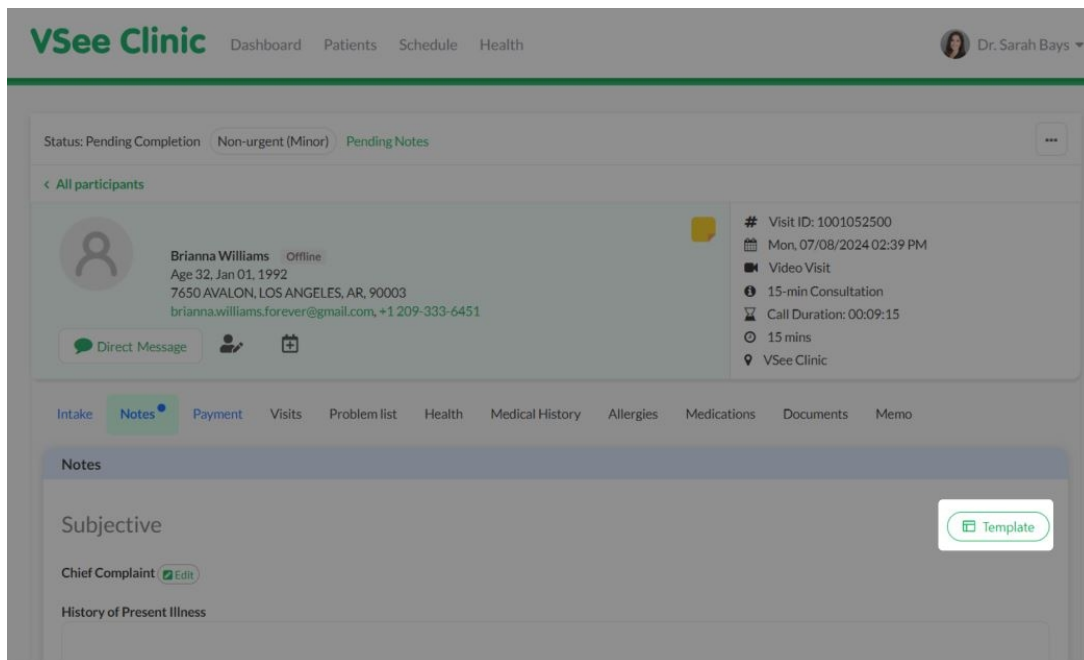 VSee Clinic Dashboard Patients Schedule Health Dr. Sarah Bays
Status: Pending Completion Non-urgent (Minor) Pending Notes
< All participants
Brianna Williams Offline
Age 32, Jan 01, 1992
7650 AVALON, LOS ANGELES, AR, 90003
brianna.williams.forever@gmail.com, +1 209-333-6451
Direct Message
# Visit ID: 1001052500
Mon, 07/08/2024 02:39 PM
Video Visit
15-min Consultation
Call Duration: 00:09:15
15 mins
VSee Clinic
Intake Notes Payment Visits Problem list Health Medical History Allergies Medications Documents Memo
Notes
Subjective
Template
Chief Complaint Edit
History of Present Illness